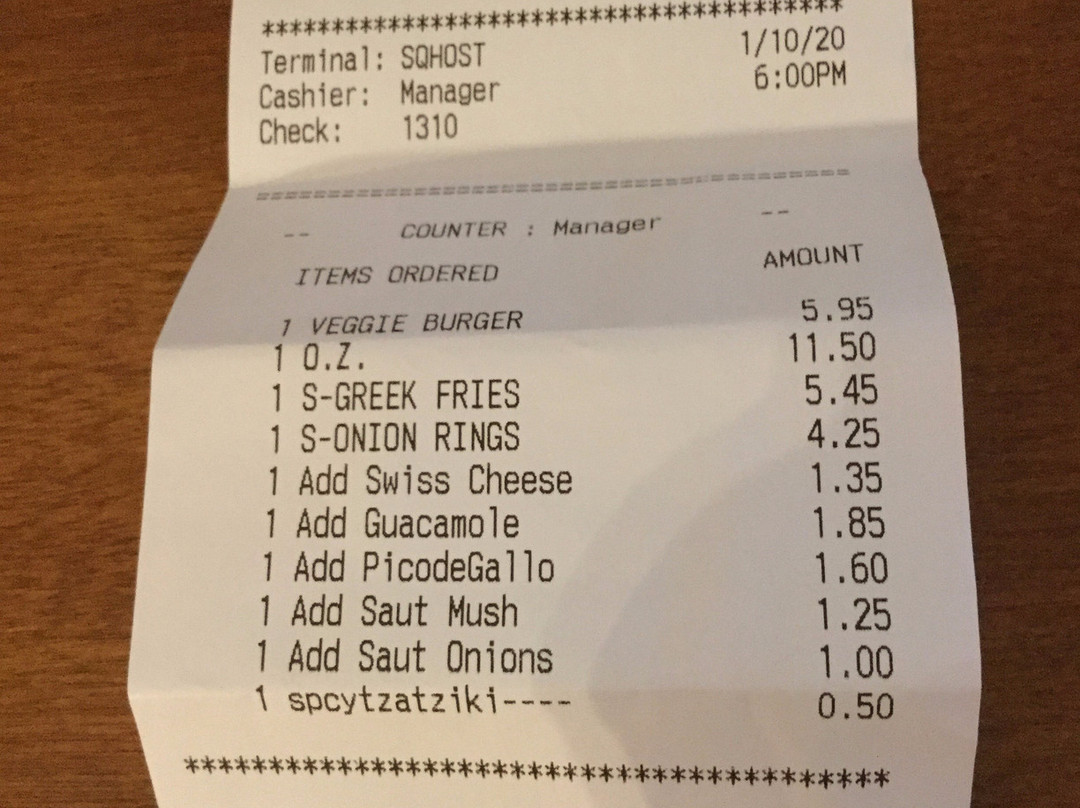 ****************************************
Terminal: SQHOST 1/10/20
Cashier: Manager 6:00PM
Check: 1310
========================================
-- COUNTER : Manager --
ITEMS ORDERED AMOUNT
1 VEGGIE BURGER 5.95
1 O.Z. 11.50
1 S-GREEK FRIES 5.45
1 S-ONION RINGS 4.25
1 Add Swiss Cheese 1.35
1 Add Guacamole 1.85
1 Add PicodeGallo 1.60
1 Add Saut Mush 1.25
1 Add Saut Onions 1.00
1 spcytzatziki---- 0.50
****************************************